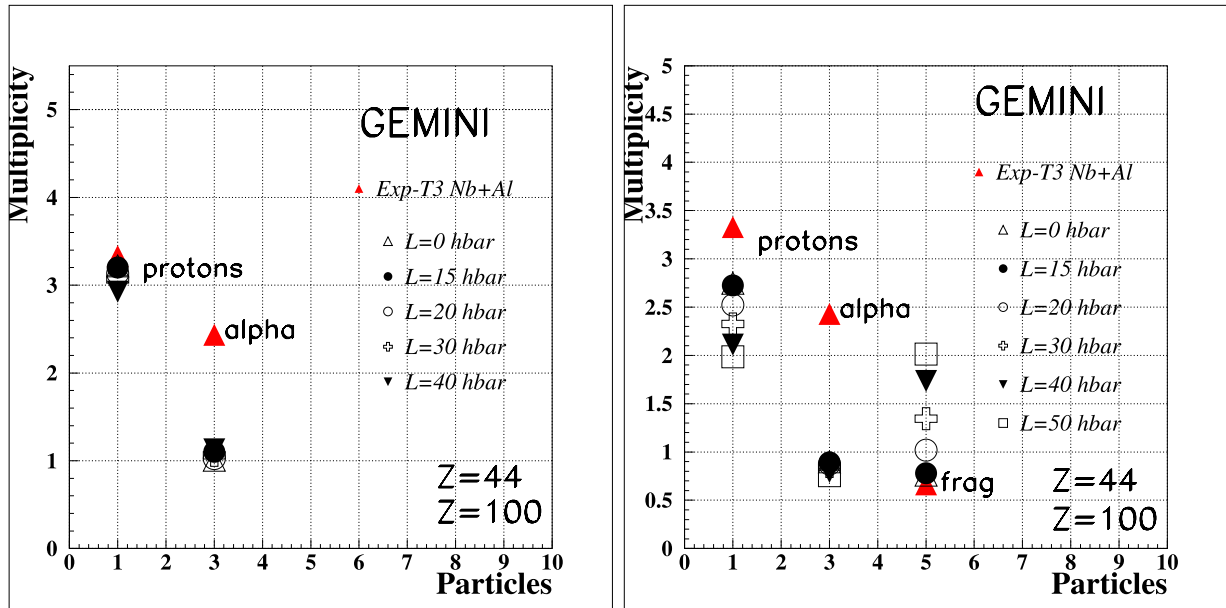 Multiplicity
5
4
3
2
1
0
0 1 2 3 4 5 6 7 8 9 10
Particles
GEMINI
Exp-T3 Nb+Al
L=0 hbar
L=15 hbar
L=20 hbar
L=30 hbar
L=40 hbar
protons
alpha
Z=44
Z=100
Multiplicity
5
4.5
4
3.5
3
2.5
2
1.5
1
0.5
0
0 1 2 3 4 5 6 7 8 9 10
Particles
GEMINI
Exp-T3 Nb+Al
L=0 hbar
L=15 hbar
L=20 hbar
L=30 hbar
L=40 hbar
L=50 hbar
protons
alpha
frag
Z=44
Z=100